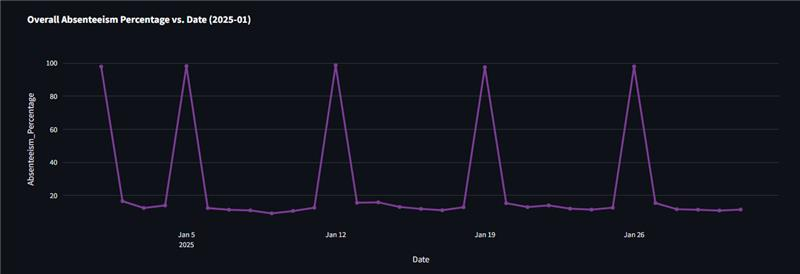 Overall Absenteeism Percentage vs. Date (2025-01)
100
80
60
40
20
Absenteeism_Percentage
Jan 5
2025
Jan 12
Jan 19
Jan 26
Date